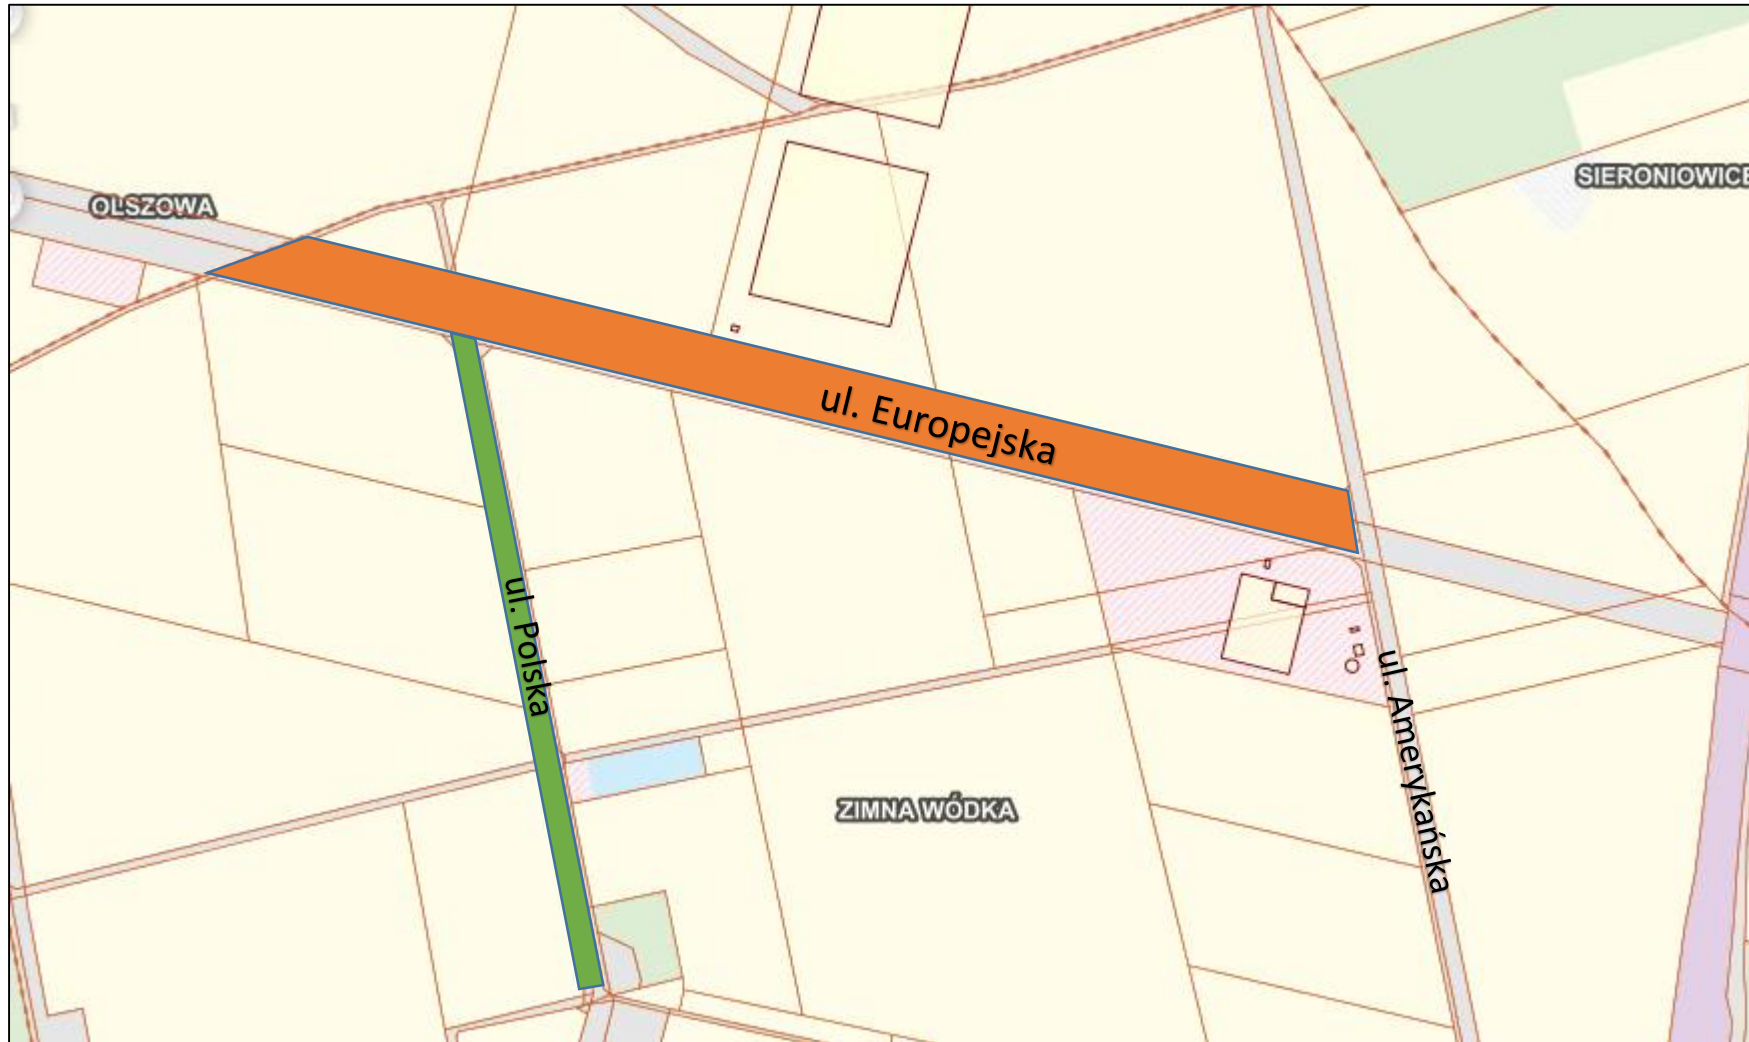 OLSZOWA
SIERONIOWICE
ul. Europejska
ul. Polska
ul. Amerykańska
ZIMNA WÓDKA